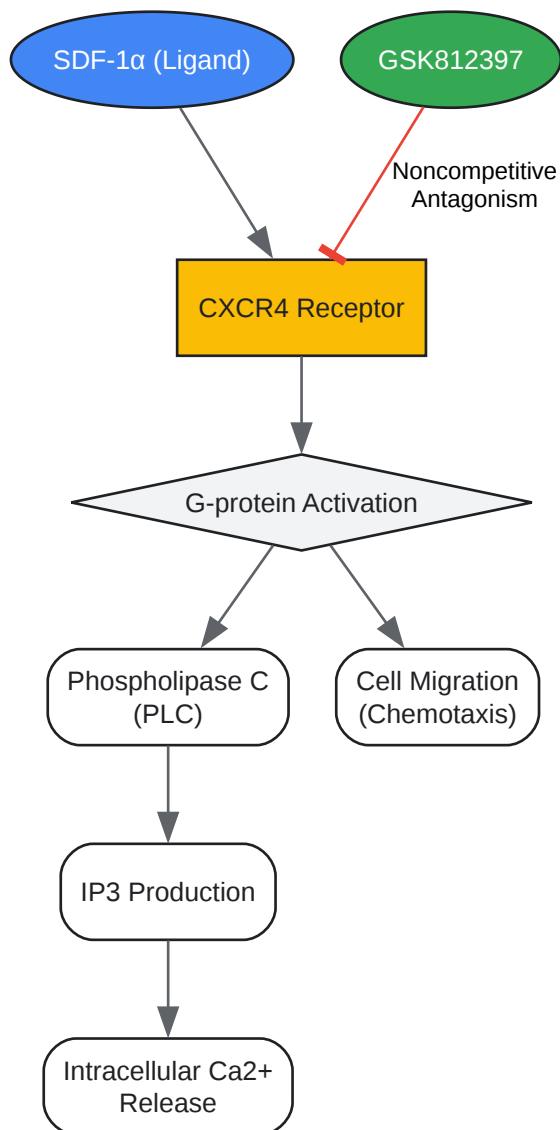 SDF-1α (Ligand)
GSK812397
Noncompetitive
Antagonism
CXCR4 Receptor
G-protein Activation
Phospholipase C
(PLC)
Cell Migration
(Chemotaxis)
IP3 Production
Intracellular Ca2+
Release